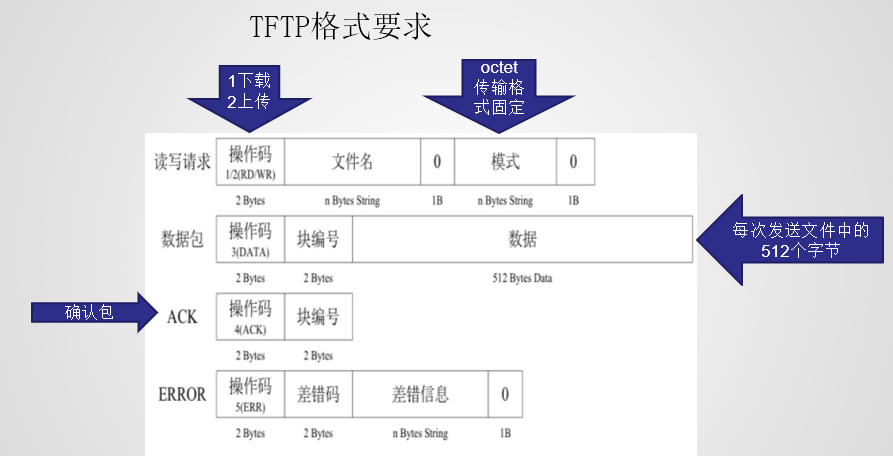 TFTP格式要求
1下载
2上传
octet
传输格
式固定
读写请求
操作码
1/2(RD/WR)
文件名
0
模式
0
2 Bytes
n Bytes String
1B
n Bytes String
1B
数据包
操作码
3(DATA)
块编号
数据
每次发送文件中的
512个字节
2 Bytes
2 Bytes
512 Bytes Data
确认包
ACK
操作码
4(ACK)
块编号
2 Bytes
2 Bytes
ERROR
操作码
5(ERR)
差错码
差错信息
0
2 Bytes
2 Bytes
n Bytes String
1B